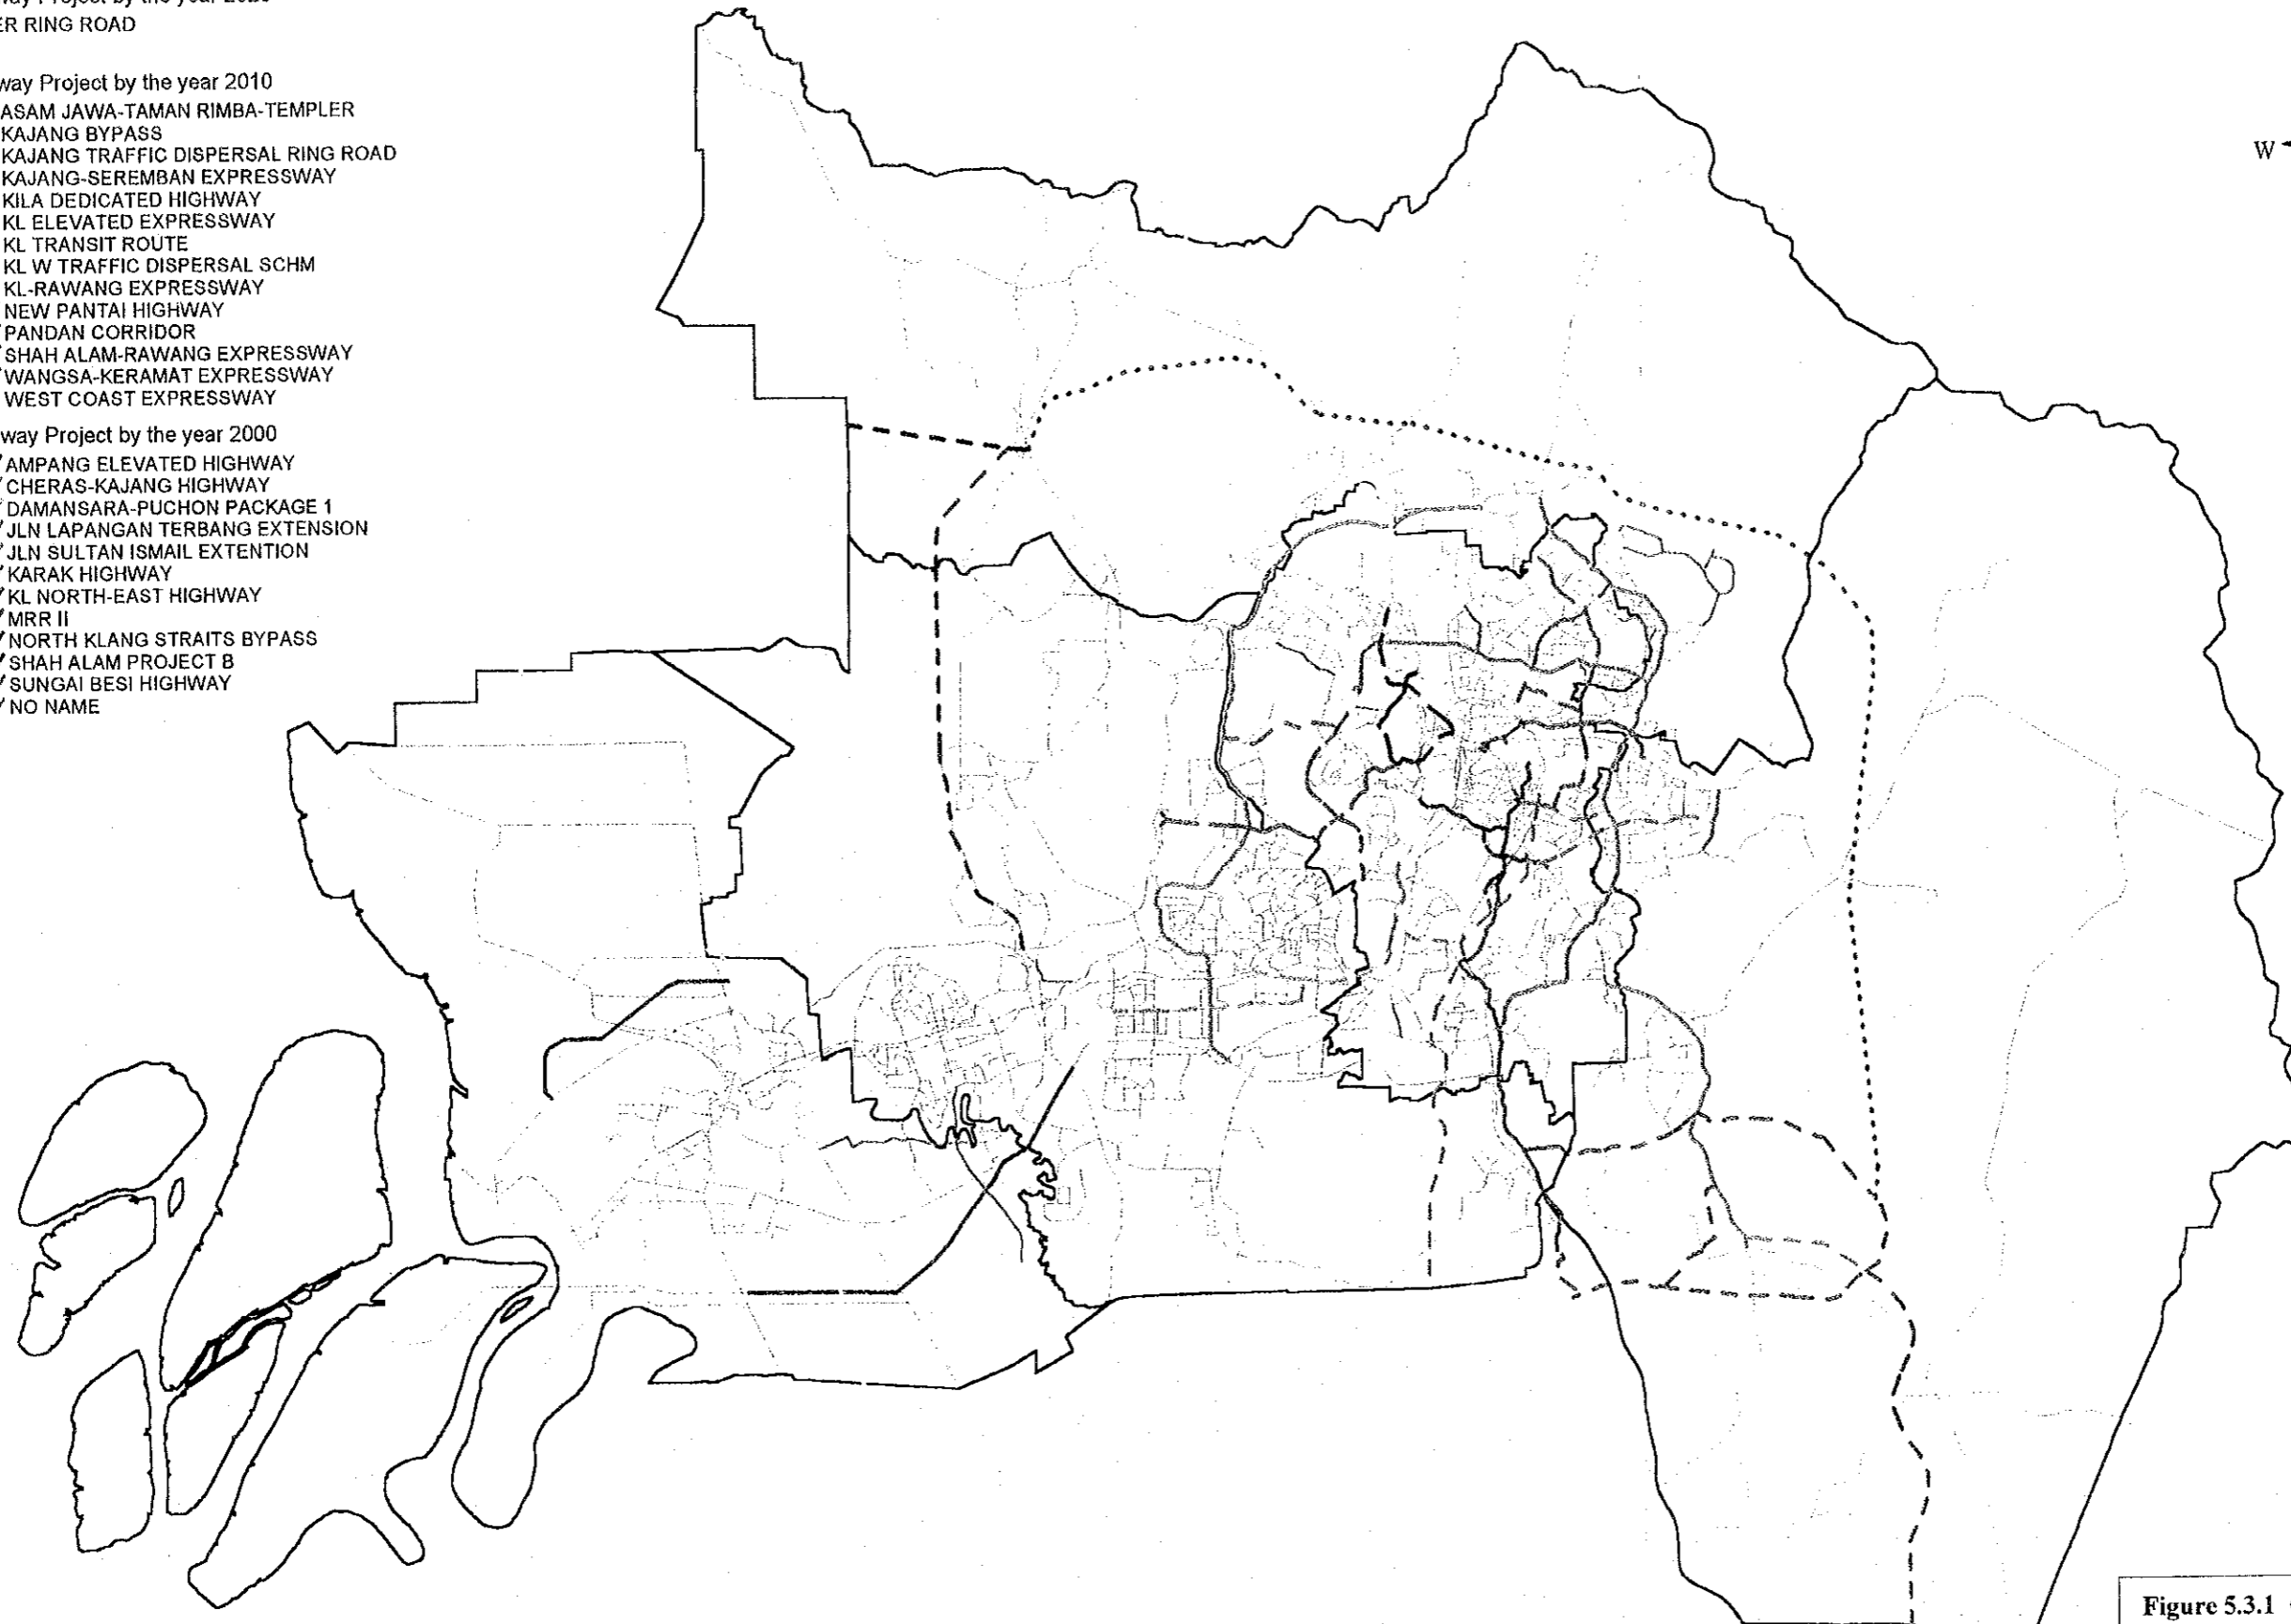 way Project by the year
ER RING ROAD
way Project by the year 2010
ASAM JAWA-TAMAN RIMBA-TEMPLER
KAJANG BYPASS
KAJANG TRAFFIC DISPERSAL RING ROAD
KAJANG-SEREMBAN EXPRESSWAY
KILA DEDICATED HIGHWAY
KL ELEVATED EXPRESSWAY
KL TRANSIT ROUTE
KL W TRAFFIC DISPERSAL SCHM
KL-RAWANG EXPRESSWAY
NEW PANTAI HIGHWAY
PANDAN CORRIDOR
SHAH ALAM-RAWANG EXPRESSWAY
WANGSA-KERAMAT EXPRESSWAY
WEST COAST EXPRESSWAY
way Project by the year 2000
AMPANG ELEVATED HIGHWAY
CHERAS-KAJANG HIGHWAY
DAMANSARA-PUCHON PACKAGE 1
JLN LAPANGAN TERBANG EXTENSION
JLN SULTAN ISMAIL EXTENTION
KARAK HIGHWAY
KL NORTH-EAST HIGHWAY
MRR II
NORTH KLANG STRAITS BYPASS
SHAH ALAM PROJECT B
SUNGAI BESI HIGHWAY
NO NAME
W
Figure 5.3.1